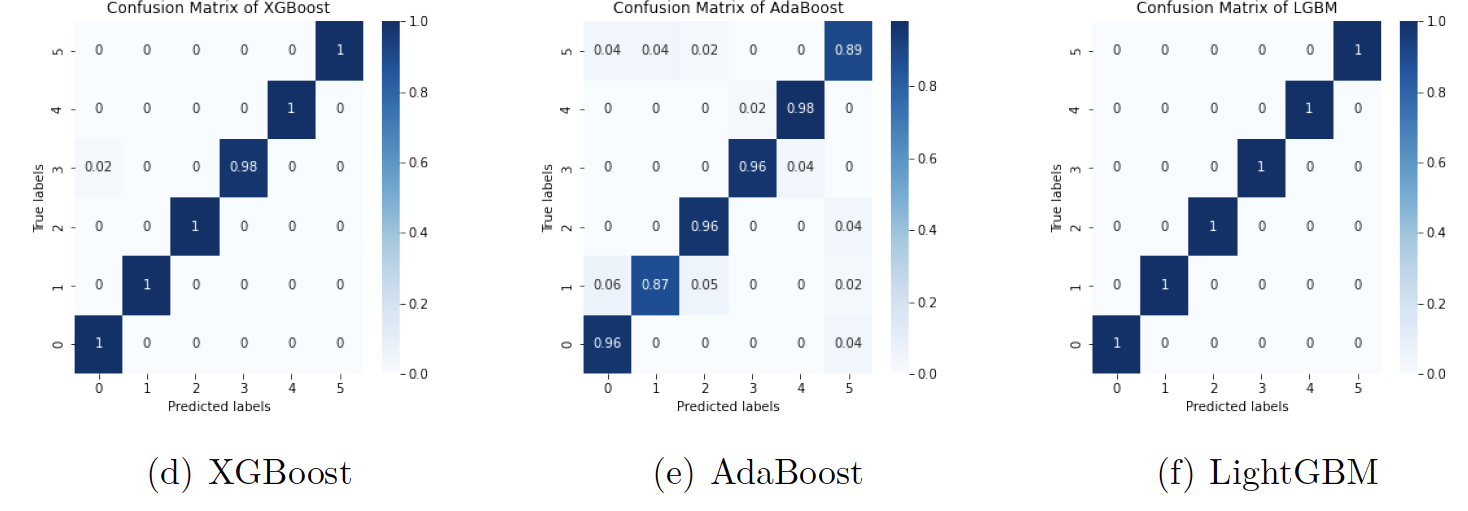 Confusion Matrix of XGBoost
True labels
5 0 0 0 0 0 1
4 0 0 0 0 1 0
3 0.02 0 0 0.98 0 0
2 0 0 1 0 0 0
1 0 1 0 0 0 0
0 1 0 0 0 0 0
0 1 2 3 4 5
Predicted labels
1.0
0.8
0.6
0.4
0.2
0.0
(d) XGBoost
Confusion Matrix of AdaBoost
True labels
5 0.04 0.04 0.02 0 0 0.89
4 0 0 0 0.02 0.98 0
3 0 0 0 0.96 0.04 0
2 0 0 0.96 0 0 0.04
1 0.06 0.87 0.05 0 0 0.02
0 0.96 0 0 0 0 0.04
0 1 2 3 4 5
Predicted labels
0.8
0.6
0.4
0.2
0.0
(e) AdaBoost
Confusion Matrix of LGBM
True labels
5 0 0 0 0 0 1
4 0 0 0 0 1 0
3 0 0 0 1 0 0
2 0 0 1 0 0 0
1 0 1 0 0 0 0
0 1 0 0 0 0 0
0 1 2 3 4 5
Predicted labels
1.0
0.8
0.6
0.4
0.2
0.0
(f) LightGBM